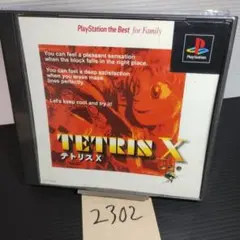 PlayStation the Best for Family
PlayStation
You can feel a pleasant sensation
when the block falls in the right place.
You can feel a deep satisfaction
when you erase made
lines perfectly.
Let's keep cool and try it!
TETRIS X
テトリスX
2302